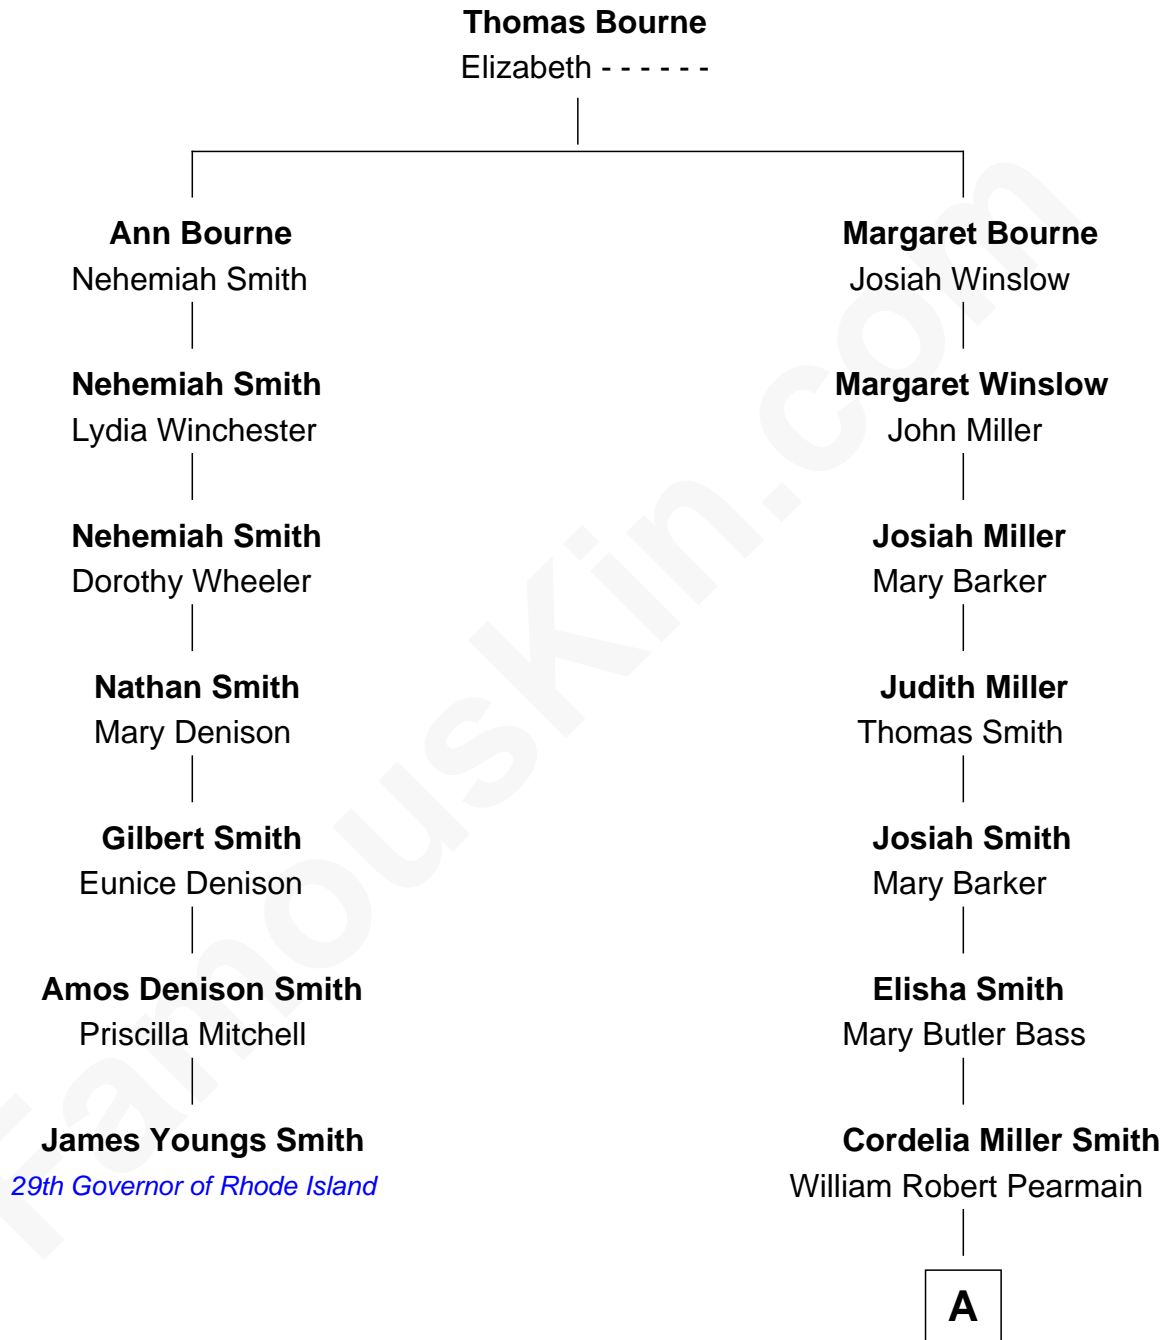 Thomas Bourne
Elizabeth - - - - - -
Ann Bourne
Nehemiah Smith
Margaret Bourne
Josiah Winslow
Nehemiah Smith
Lydia Winchester
Margaret Winslow
John Miller
Nehemiah Smith
Dorothy Wheeler
Josiah Miller
Mary Barker
Nathan Smith
Mary Denison
Judith Miller
Thomas Smith
Gilbert Smith
Eunice Denison
Josiah Smith
Mary Barker
Amos Denison Smith
Priscilla Mitchell
Elisha Smith
Mary Butler Bass
James Youngs Smith
29th Governor of Rhode Island
Cordelia Miller Smith
William Robert Pearmain
A
FamousKin.com